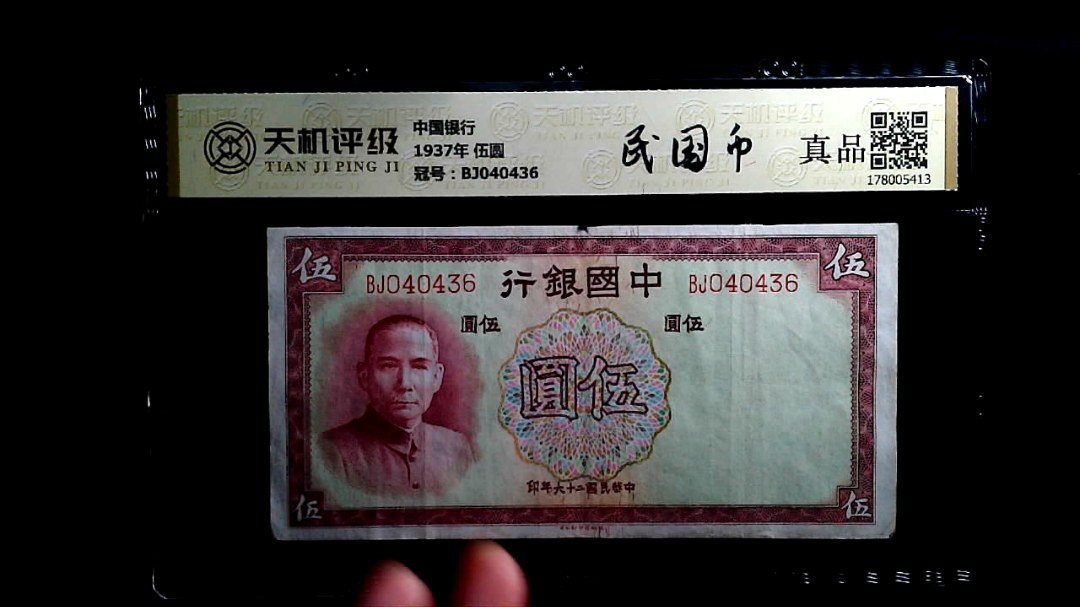 天机评级
TIAN JI PING JI
中国银行
1937年 伍圆
冠号：BJ040436
民国币
真品
178005413
伍
伍
BJ040436
行銀國中
BJ040436
圓伍
伍圓
圓伍
印年六十二國民華中
伍
伍